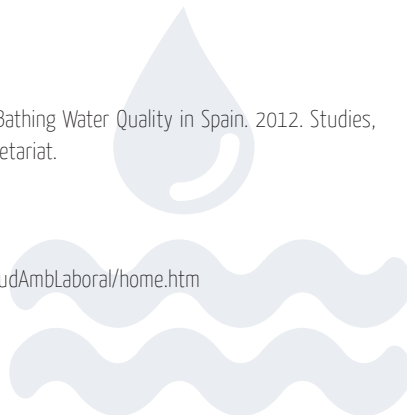 Bathing Water Quality in Spain. 2012. Studies,
etariat.
udAmbLaboral/home.htm